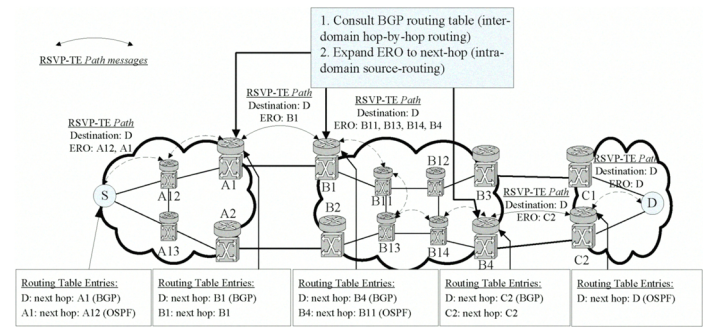 1. Consult BGP routing table (inter-
domain hop-by-hop routing)
2. Expand ERO to next-hop (intra-
domain source-routing)
RSVP-TE Path messages
RSVP-TE Path
Destination: D
ERO: B1
RSVP-TE Path
Destination: D
ERO: B11, B13, B14, B4
RSVP-TE Path
Destination: D
ERO: A12, A1
RSVP-TE Path
Destination: D
ERO: D
RSVP-TE Path
Destination: D
ERO: C2
S
A12
A1
A13
A2
B1
B2
B11
B12
B13
B14
B3
B4
C1
C2
D
Routing Table Entries:
D: next hop: A1 (BGP)
A1: next hop: A12 (OSPF)
Routing Table Entries:
D: next hop: B1 (BGP)
B1: next hop: B1
Routing Table Entries:
D: next hop: B4 (BGP)
B4: next hop: B11 (OSPF)
Routing Table Entries:
D: next hop: C2 (BGP)
C2: next hop: C2
Routing Table Entries:
D: next hop: D (OSPF)